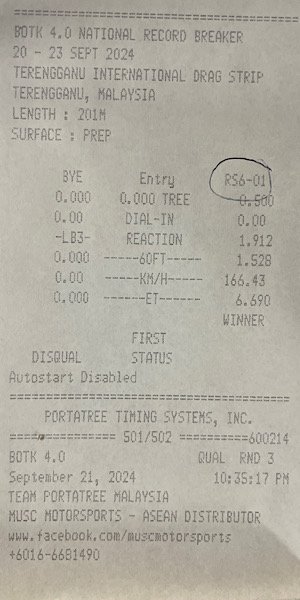 BOTK 4.0 NATIONAL RECORD BREAKER
20 - 23 SEPT 2024
TERENGGANU INTERNATIONAL DRAG STRIP
TERENGGANU, MALAYSIA
LENGTH : 201M
SURFACE : PREP
BYE Entry RS6-01
0.000 0.000 TREE 0.500
0.00 DIAL-IN 0.00
-LB3- REACTION 1.912
0.000 ------60FT----- 1.528
0.00 ------KM/H----- 166.43
0.000 ------ET----- 6.690
WINNER
FIRST
DISQUAL STATUS
Autostart Disabled
PORTATREE TIMING SYSTEMS, INC.
============ 501/502 ==========600214
BOTK 4.0 QUAL RND 3
September 21, 2024 10:35:17 PM
TEAM PORTATREE MALAYSIA
MUSC MOTORSPORTS - ASEAN DISTRIBUTOR
www.facebook.com/muscmotorsports
+6016-6681490